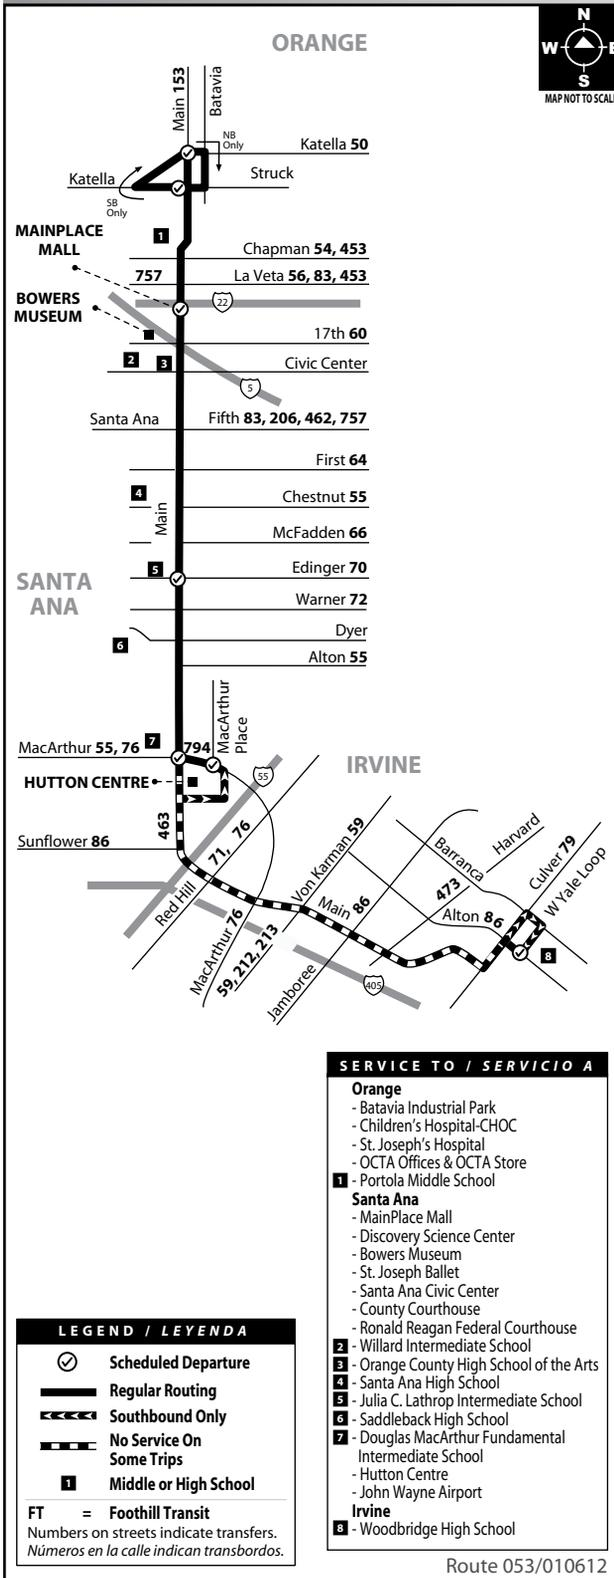 ORANGE
N
W
E
S
MAP NOT TO SCALE
Main 153
Batavia
NB
Only
Katella 50
Katella
Struck
SB
Only
MAINPLACE
MALL
1
Chapman 54, 453
757
La Veta 56, 83, 453
BOWERS
MUSEUM
22
17th 60
2
3
Civic Center
5
Santa Ana
Fifth 83, 206, 462, 757
First 64
4
Chestnut 55
Main
McFadden 66
5
Edinger 70
SANTA
ANA
Warner 72
Dyer
6
Alton 55
MacArthur
Place
MacArthur 55, 76
7
794
HUTTON CENTRE
55
IRVINE
463
Sunflower 86
71, 76
Red Hill
Von Karman 59
Main 86
MacArthur 76
59, 212, 213
Jamboree
405
Barranca
Harvard
473
Alton 86
Culver 79
W Yale Loop
8
SERVICE TO / SERVICIO A
Orange
- Batavia Industrial Park
- Children's Hospital-CHOC
- St. Joseph's Hospital
- OCTA Offices & OCTA Store
1 - Portola Middle School
Santa Ana
- MainPlace Mall
- Discovery Science Center
- Bowers Museum
- St. Joseph Ballet
- Santa Ana Civic Center
- County Courthouse
- Ronald Reagan Federal Courthouse
2 - Willard Intermediate School
3 - Orange County High School of the Arts
4 - Santa Ana High School
5 - Julia C. Lathrop Intermediate School
6 - Saddleback High School
7 - Douglas MacArthur Fundamental
Intermediate School
- Hutton Centre
- John Wayne Airport
Irvine
8 - Woodbridge High School
LEGEND / LEYENDA
Scheduled Departure
Regular Routing
Southbound Only
No Service On
Some Trips
1 Middle or High School
FT = Foothill Transit
Numbers on streets indicate transfers.
Números en la calle indican transbordos.
Route 053/010612